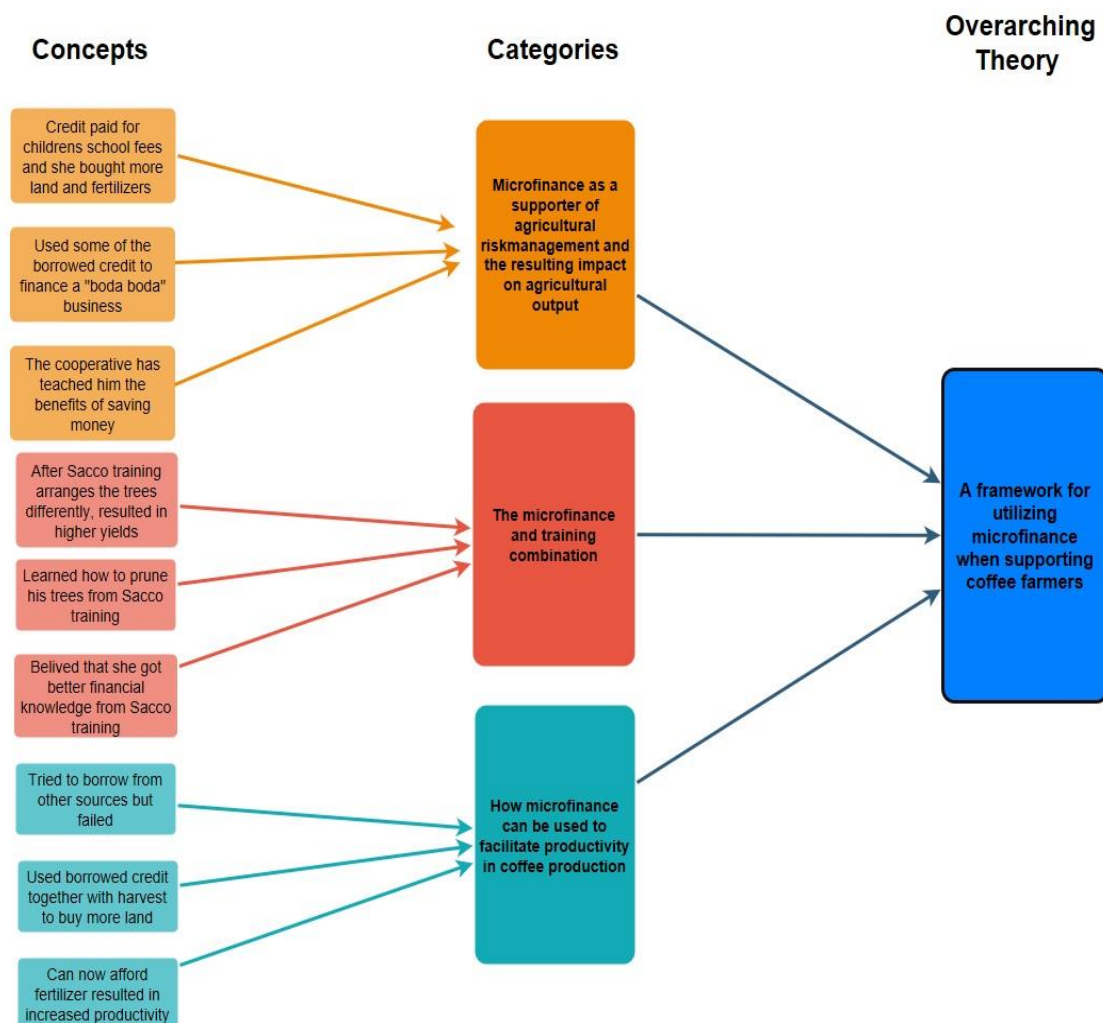 Concepts
Categories
Overarching
Theory
Credit paid for
childrens school fees
and she bought more
land and fertilizers
Used some of the
borrowed credit to
finance a "boda boda"
business
The cooperative has
teached him the
benefits of saving
money
After Sacco training
arranges the trees
differently, resulted in
higher yields
Learned how to prune
his trees from Sacco
training
Belived that she got
better financial
knowledge from Sacco
training
Tried to borrow from
other sources but
failed
Used borrowed credit
together with harvest
to buy more land
Can now afford
fertilizer resulted in
increased productivity
Microfinance as a
supporter of
agricultural
riskmanagement and
the resulting impact
on agricultural
output
The microfinance
and training
combination
How microfinance
can be used to
facilitate productivity
in coffee production
A framework for
utilizing
microfinance
when supporting
coffee farmers